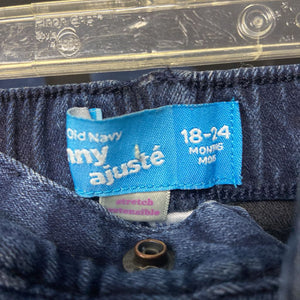 Old Navy
nny
ajusté
18-24
MONTHS
MOIS
stretch
extensible